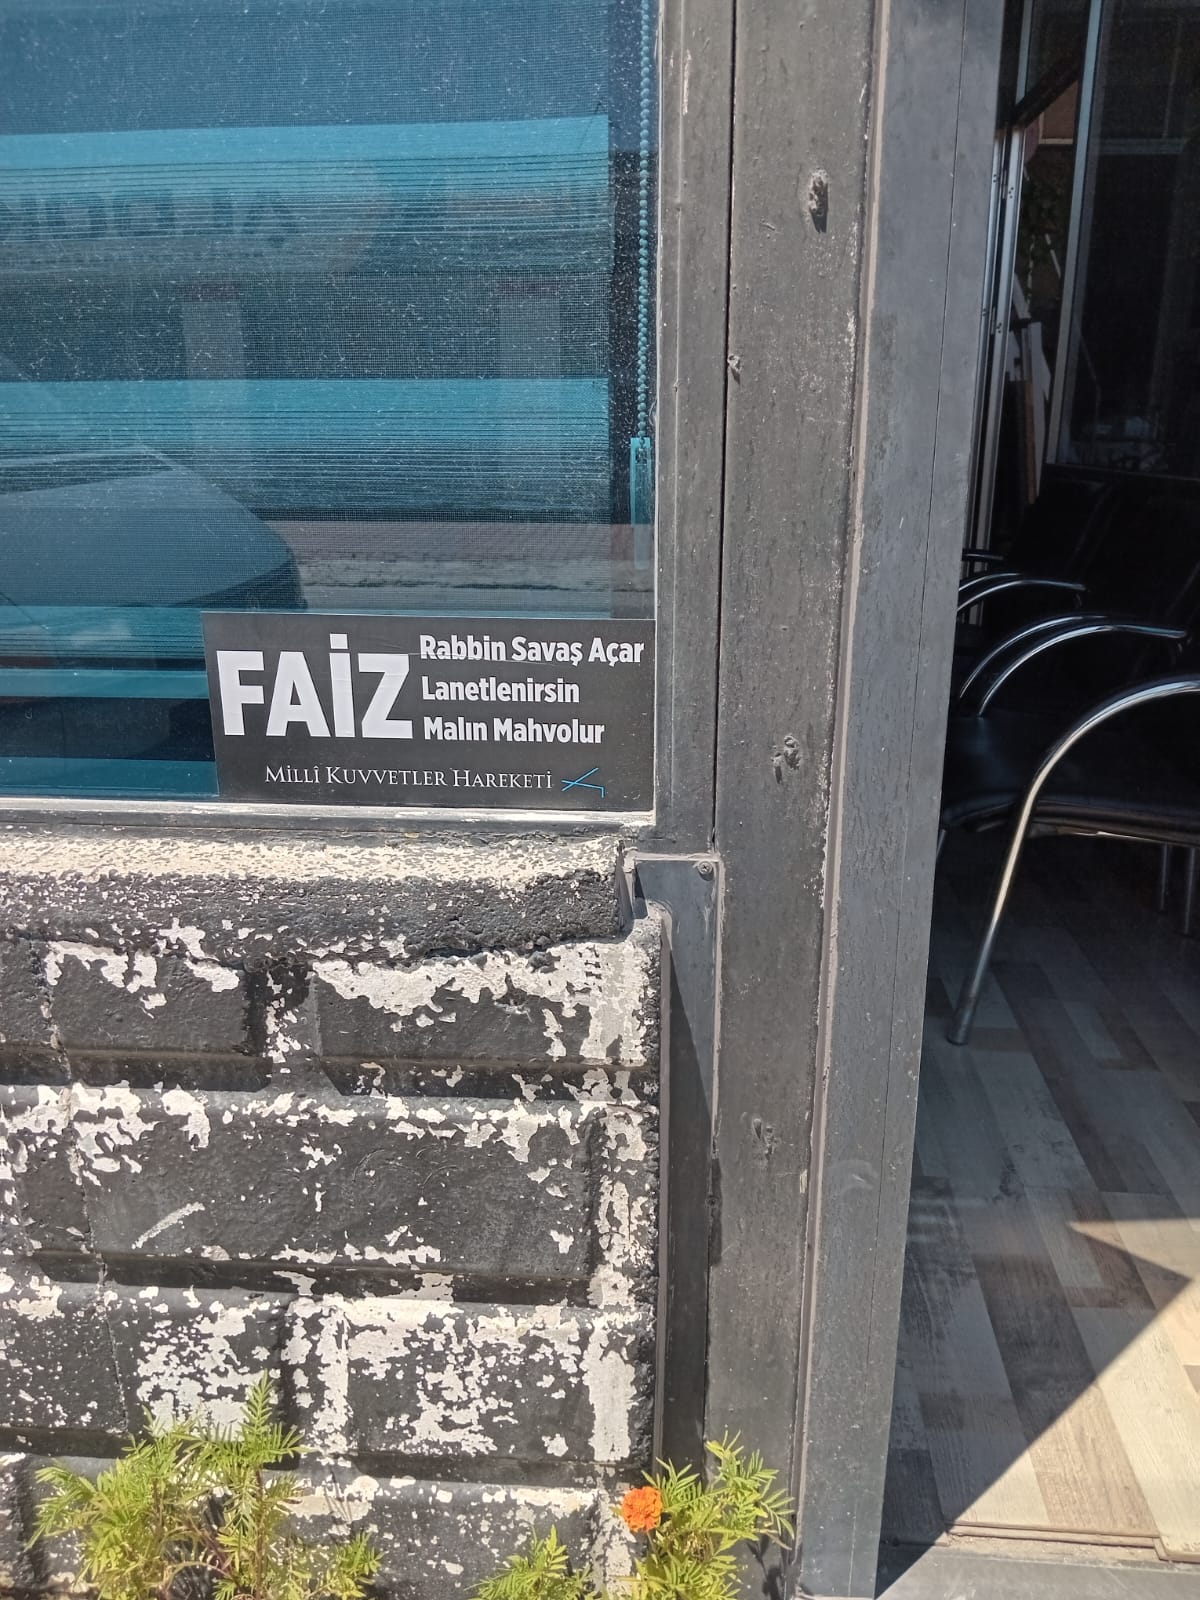 FAİZ
Rabbin Savaş Açar
Lanetlenirsin
Malın Mahvolur
MİLLÎ KUVVETLER HAREKETİ